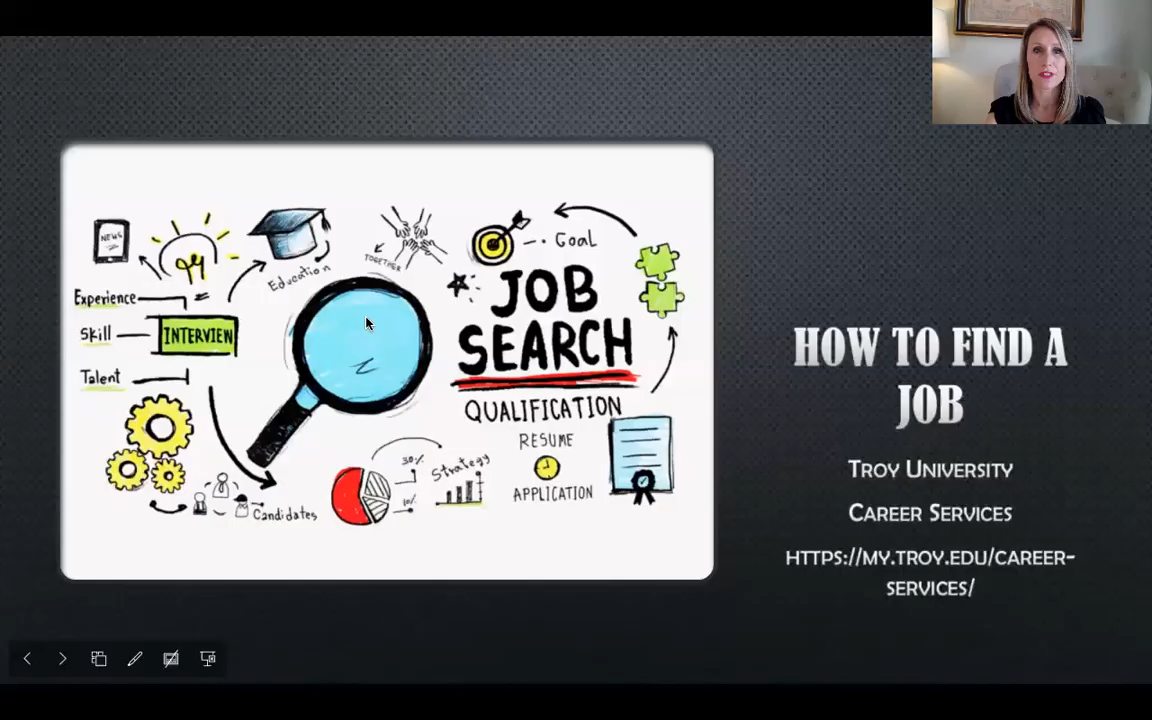 NEWS
Education
TOGETHER
GOAL
Experience
Skill
INTERVIEW
Talent
JOB
SEARCH
QUALIFICATION
RESUME
APPLICATION
30%
10%
Strategy
Candidates
HOW TO FIND A
JOB
TROY UNIVERSITY
CAREER SERVICES
HTTPS://MY.TROY.EDU/CAREER-
SERVICES/